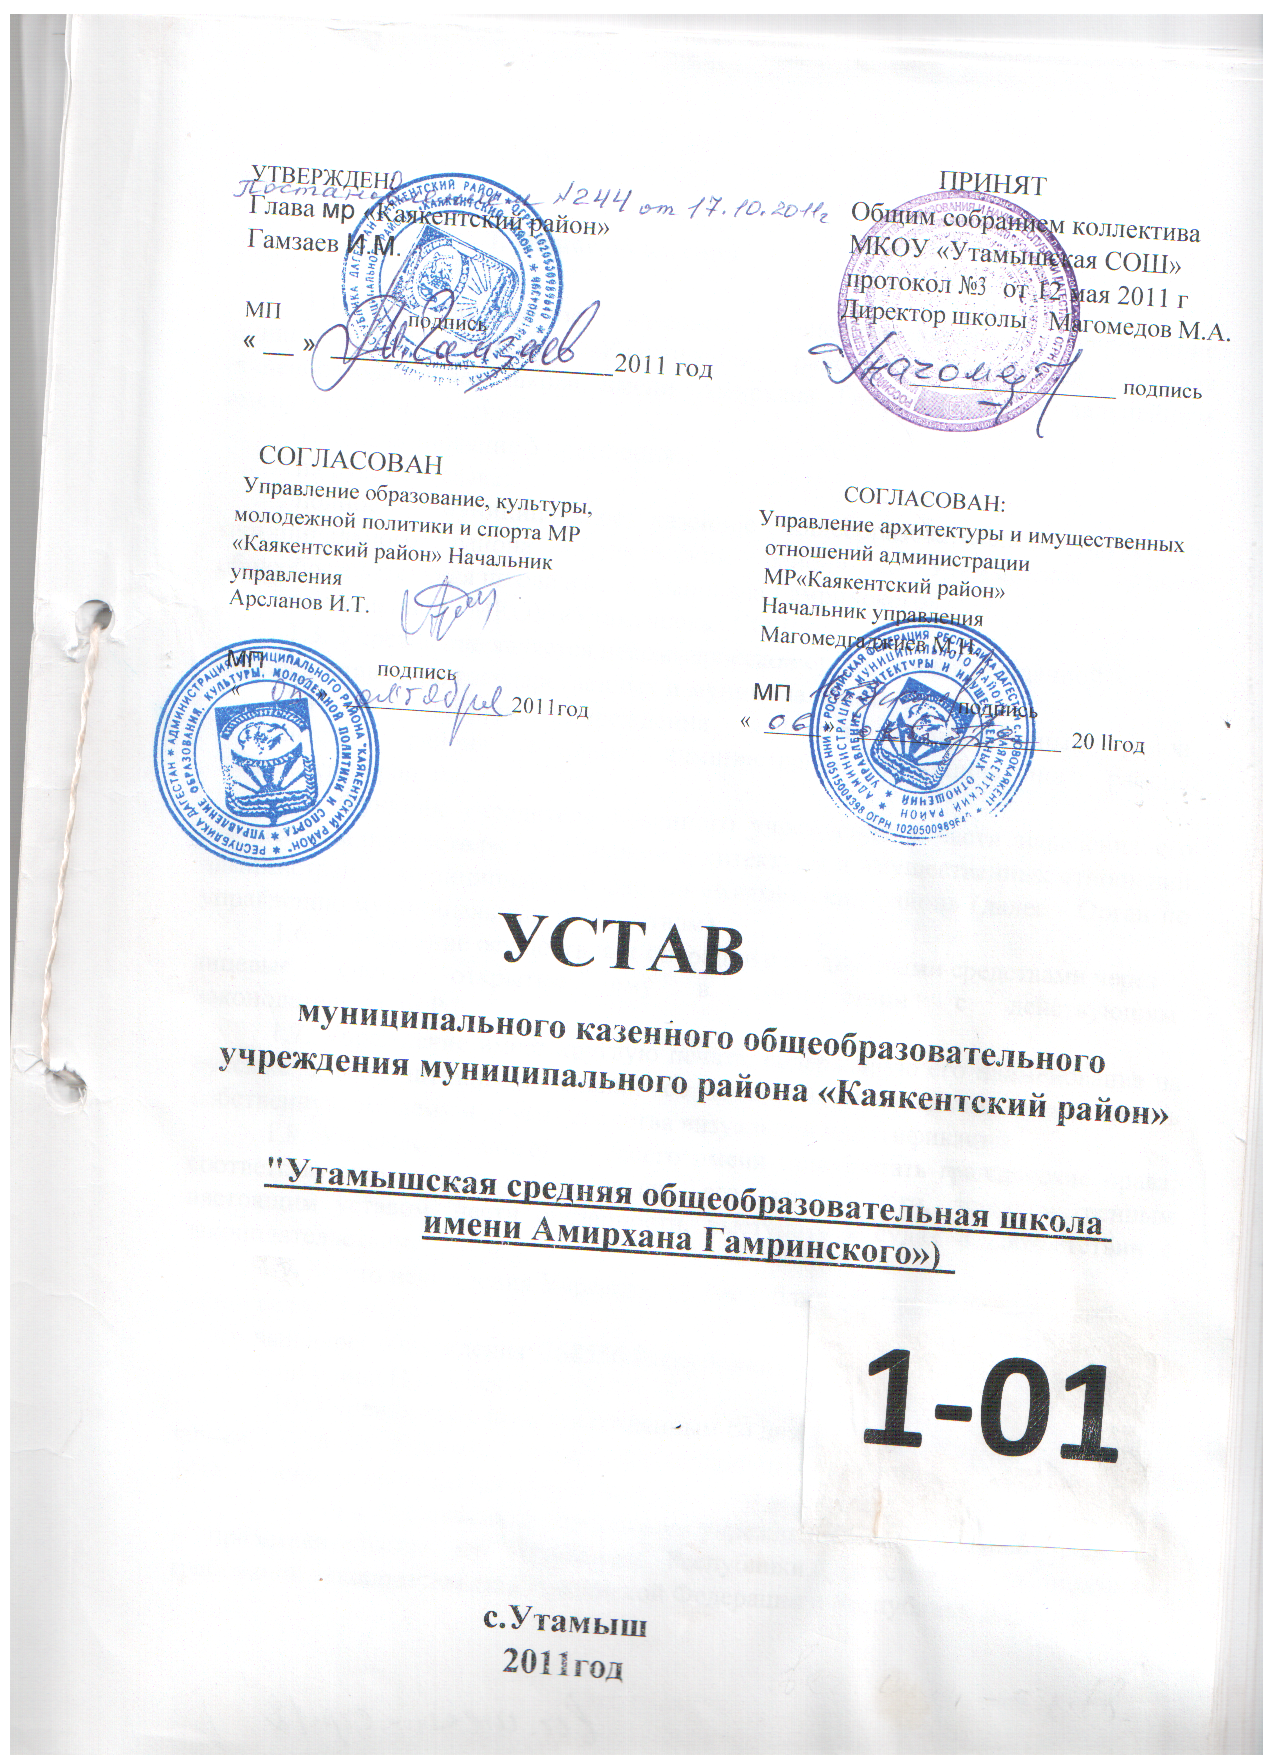 УТВЕРЖДЕН
№244 от 17.10.2011г
Глава мр «Каякентский район»
Гамзаев И.М.
МП
подпись
« __ » 2011 год
ПРИНЯТ
Общим собранием коллектива
МКОУ «Утамышская СОШ»
протокол №3 от 12 мая 2011 г
Директор школы Магомедов М.А.
подпись
СОГЛАСОВАН
Управление образование, культуры,
молодежной политики и спорта МР
«Каякентский район» Начальник
управления
Арсланов И.Т.
МП
подпись
« октября 2011год
СОГЛАСОВАН:
Управление архитектуры и имущественных
отношений администрации
МР«Каякентский район»
Начальник управления
Магомедгаджиев М.Н.
МП
подпись
« 06 » 20 11год
УСТАВ
муниципального казенного общеобразовательного
учреждения муниципального района «Каякентский район»
"Утамышская средняя общеобразовательная школа
имени Амирхана Гамринского»)
1-01
с.Утамыш
2011год